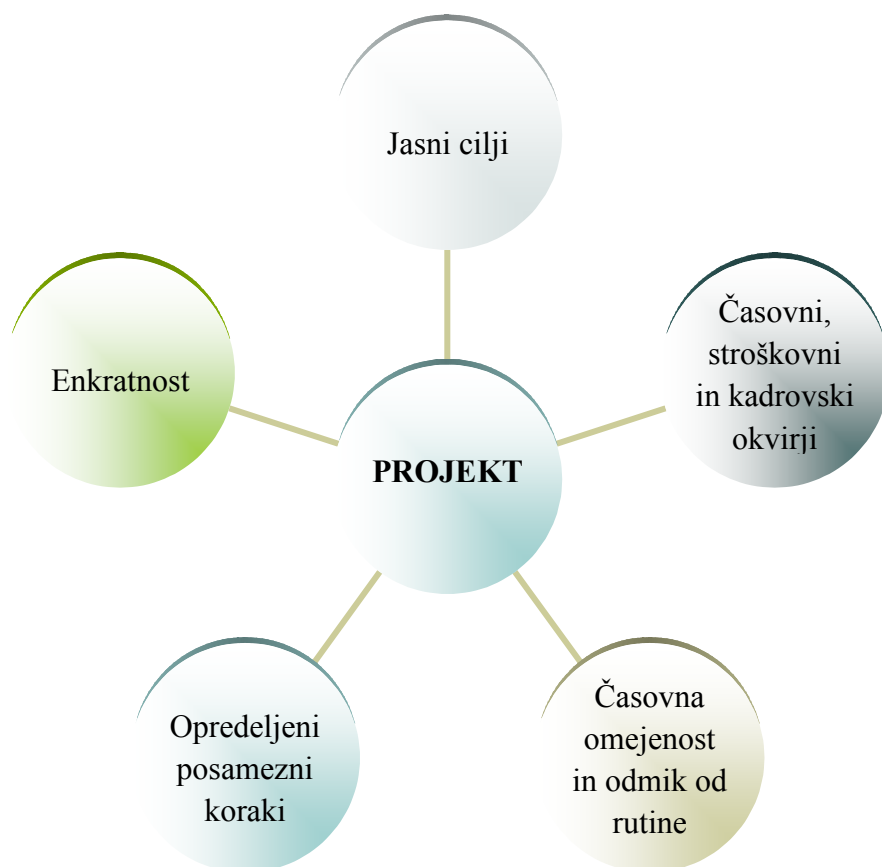 Jasni cilji
Časovni,
stroškovni
in kadrovski
okvirji
Enkratnost
PROJEKT
Opredeljeni
posamezni
koraki
Časovna
omejenost
in odmik od
rutine